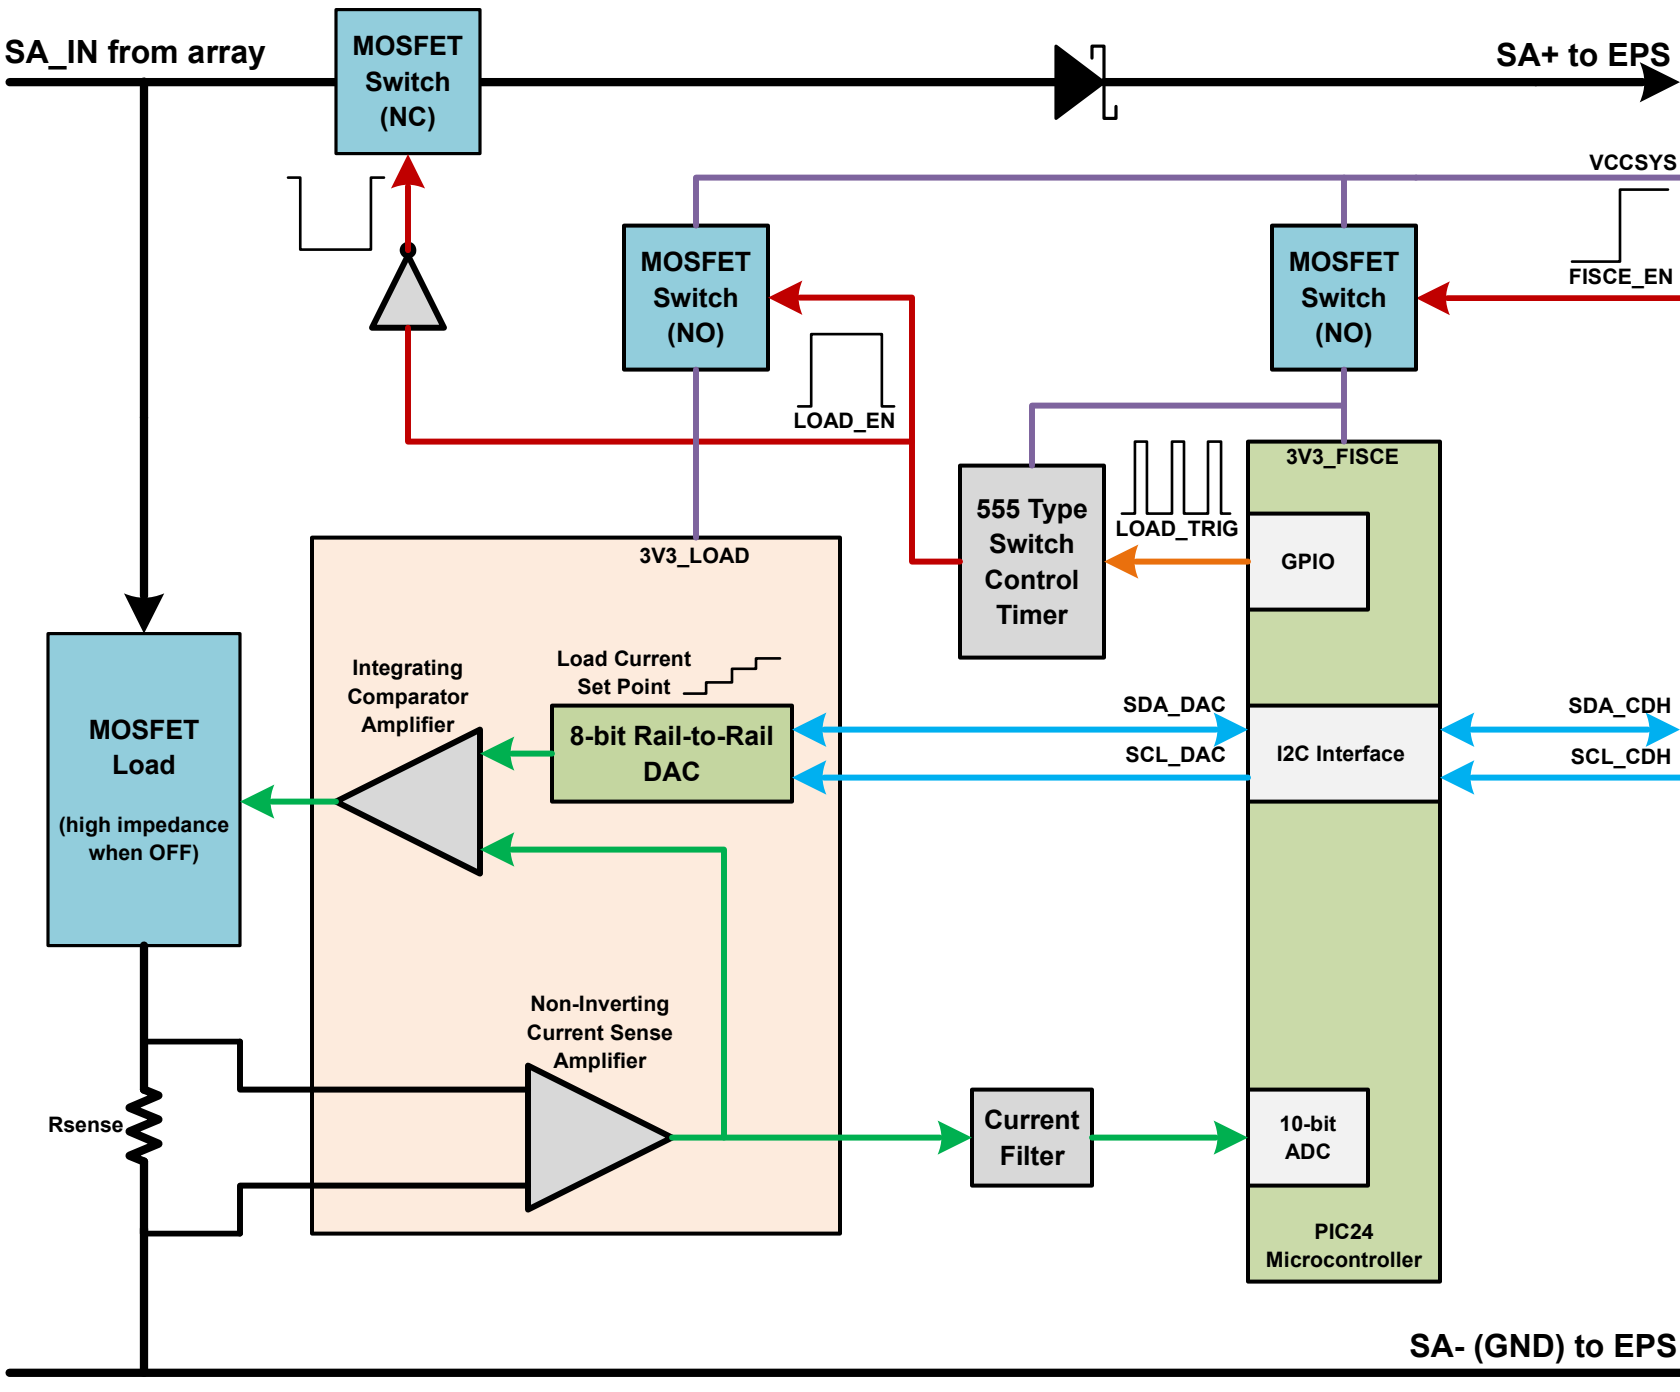 SA_IN from array
MOSFET
Switch
(NC)
SA+ to EPS
VCCSYS
FISCE_EN
MOSFET
Switch
(NO)
MOSFET
Switch
(NO)
LOAD_EN
3V3_FISCE
555 Type
Switch
Control
Timer
LOAD_TRIG
GPIO
3V3_LOAD
Integrating
Comparator
Amplifier
Load Current
Set Point
8-bit Rail-to-Rail
DAC
MOSFET
Load
(high impedance
when OFF)
SDA_DAC
SCL_DAC
I2C Interface
SDA_CDH
SCL_CDH
Non-Inverting
Current Sense
Amplifier
Rsense
Current
Filter
10-bit
ADC
PIC24
Microcontroller
SA- (GND) to EPS